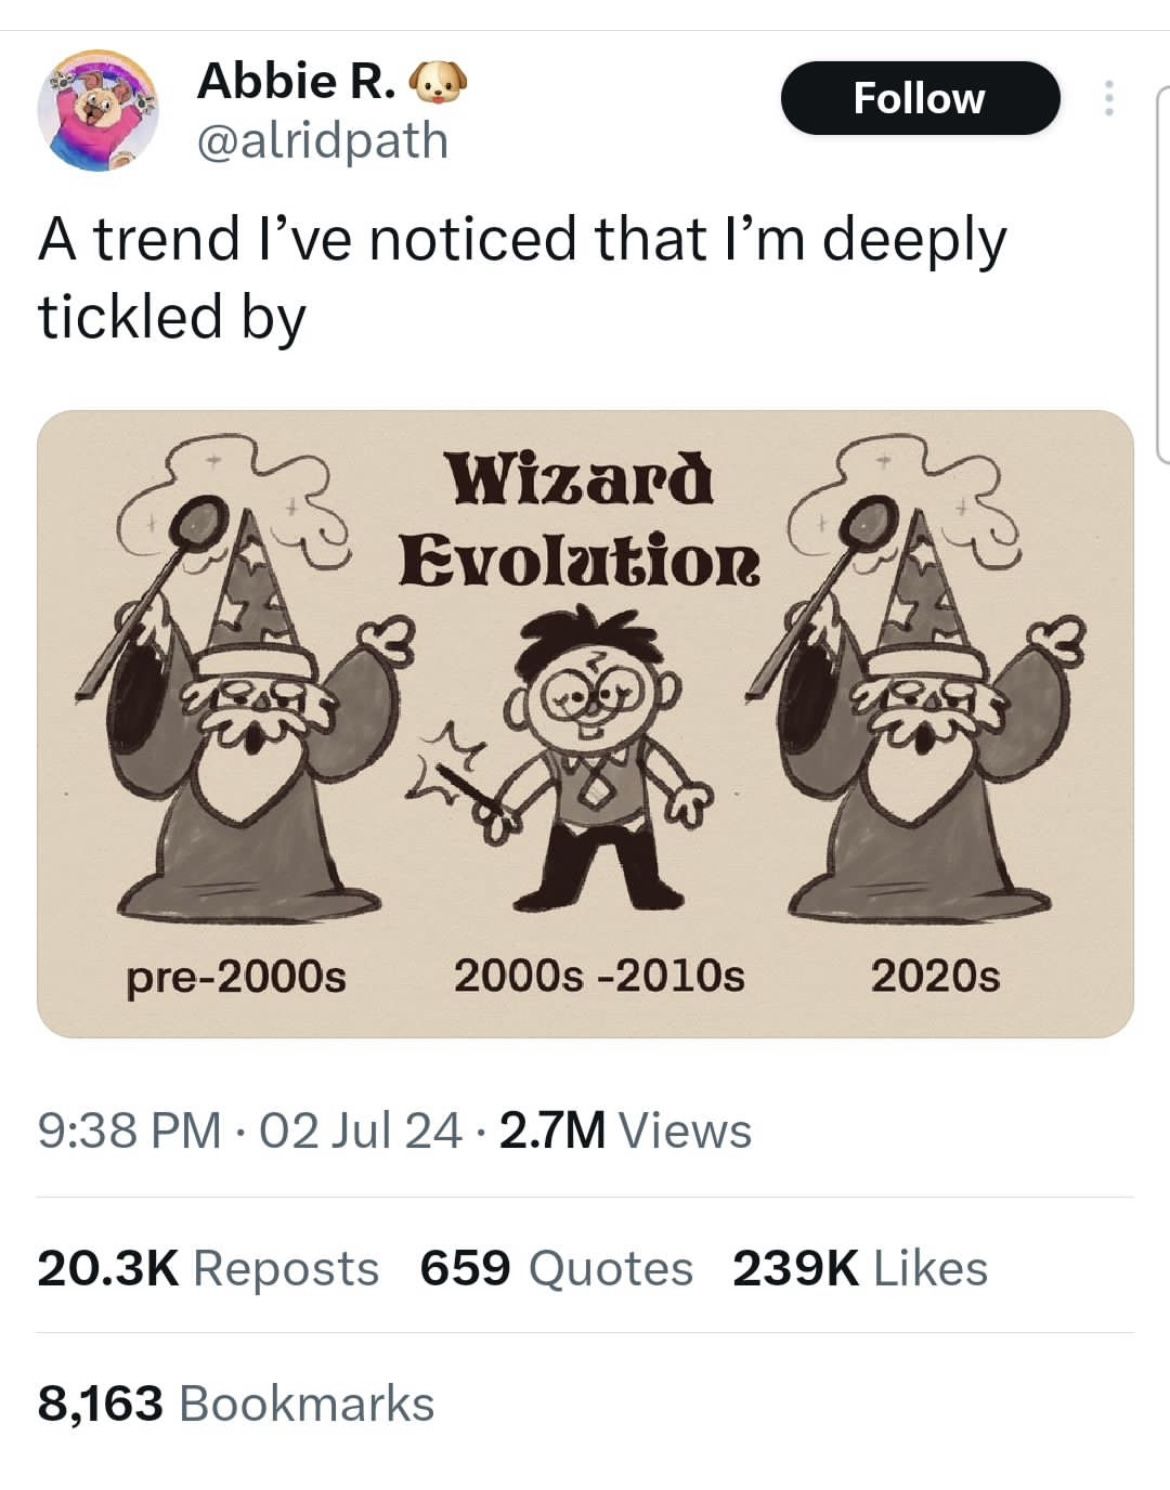 Abbie R. 🐶
@alridpath
Follow
A trend I’ve noticed that I’m deeply
tickled by
Wizard
Evolution
pre-2000s
2000s -2010s
2020s
9:38 PM · 02 Jul 24 · 2.7M Views
20.3K Reposts 659 Quotes 239K Likes
8,163 Bookmarks